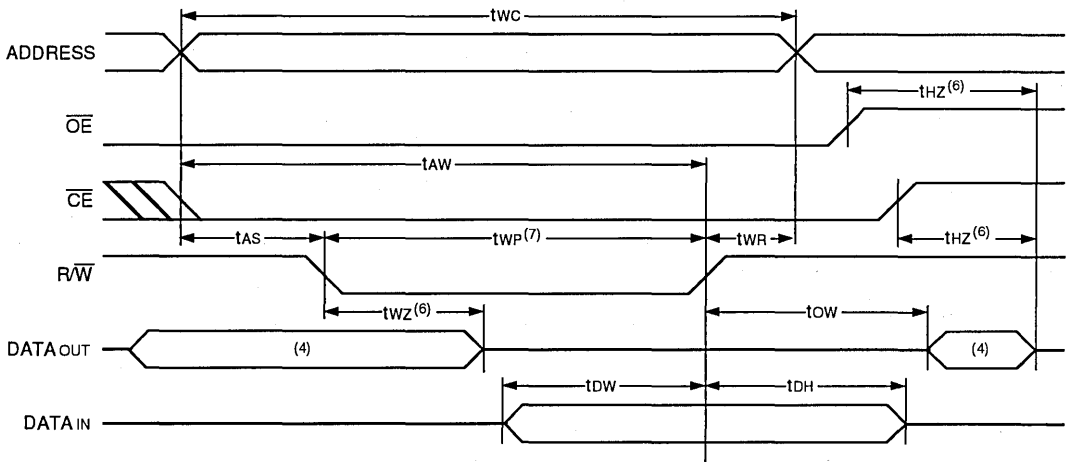 tWC
ADDRESS
tHZ(6)
OE
tAW
CE
tAS
tWP(7)
tWR
tHZ(6)
R/W
tWZ(6)
tOW
DATA OUT
(4)
(4)
tDW
tDH
DATA IN